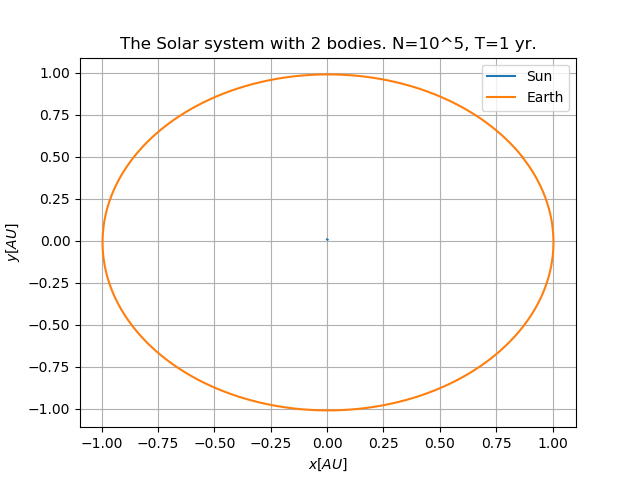 The Solar system with 2 bodies. N=10^5, T=1 yr.
Sun
Earth
1.00
0.75
0.50
0.25
0.00
−0.25
−0.50
−0.75
−1.00
y[AU]
−1.00 −0.75 −0.50 −0.25 0.00 0.25 0.50 0.75 1.00
x[AU]